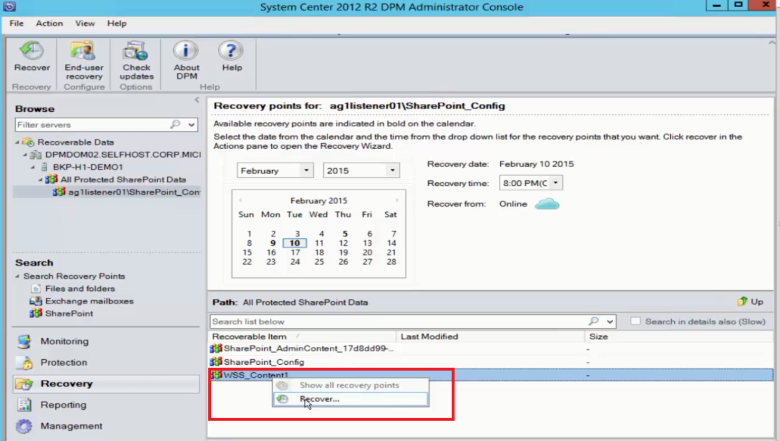 System Center 2012 R2 DPM Administrator Console
File Action View Help
Recover
End-user recovery
Check updates
About DPM
Help
Recovery Configure Options Help
Browse
Filter servers
Recoverable Data
DPMDOM02.SELFHOST.CORP.MICI
BKP-H1-DEMO1
All Protected SharePoint Data
ag1listener01\SharePoint_Con
Search
Search Recovery Points
Files and folders
Exchange mailboxes
SharePoint
Monitoring
Protection
Recovery
Reporting
Management
Recovery points for: ag1listener01\SharePoint_Config
Available recovery points are indicated in bold on the calendar.
Select the date from the calendar and the time from the drop down list for the recovery points that you want. Click recover in the
Actions pane to open the Recovery Wizard.
February 2015
February 2015
Sun Mon Tue Wed Thu Fri Sat
1 2 3 4 5 6 7
8 9 10 11 12 13 14
15 16 17 18 19 20 21
22 23 24 25 26 27 28
Recovery date: February 10 2015
Recovery time: 8:00 PM(C
Recover from: Online
Path: All Protected SharePoint Data Up
Search list below Search in details also (Slow)
Recoverable Item Last Modified Size
SharePoint_AdminContent_17d8dd99-... -
SharePoint_Config -
WSS_Content1 -
Show all recovery points
Recover...